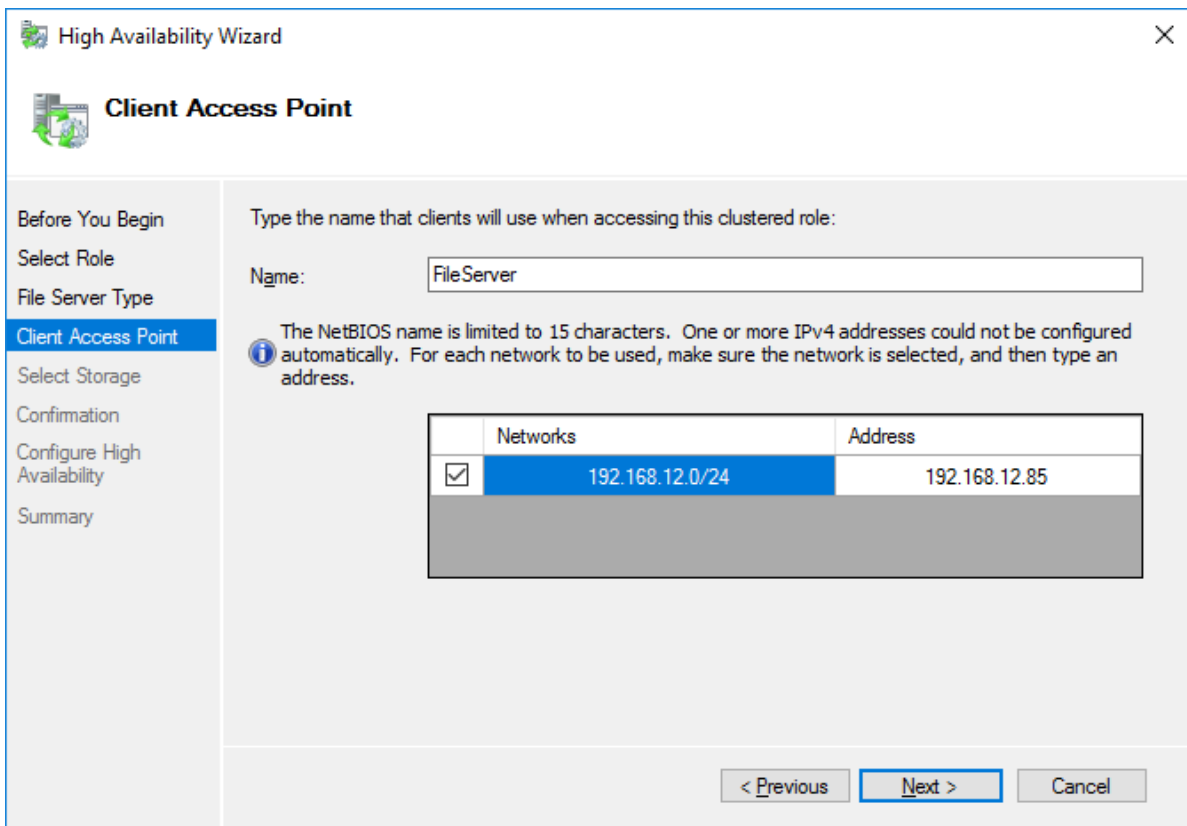 High Availability Wizard
Client Access Point
Before You Begin
Select Role
File Server Type
Client Access Point
Select Storage
Confirmation
Configure High
Availability
Summary
Type the name that clients will use when accessing this clustered role:
Name:
FileServer
The NetBIOS name is limited to 15 characters. One or more IPv4 addresses could not be configured
automatically. For each network to be used, make sure the network is selected, and then type an
address.
Networks Address
192.168.12.0/24 192.168.12.85
< Previous Next > Cancel